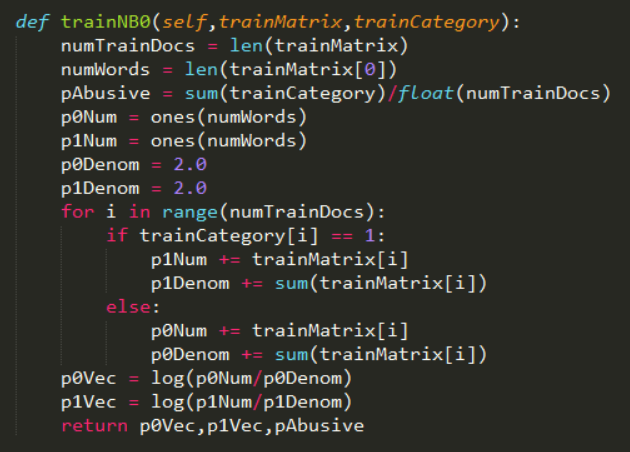 def trainNB0(self,trainMatrix,trainCategory):
    numTrainDocs = len(trainMatrix)
    numWords = len(trainMatrix[0])
    pAbusive = sum(trainCategory)/float(numTrainDocs)
    p0Num = ones(numWords)
    p1Num = ones(numWords)
    p0Denom = 2.0
    p1Denom = 2.0
    for i in range(numTrainDocs):
        if trainCategory[i] == 1:
            p1Num += trainMatrix[i]
            p1Denom += sum(trainMatrix[i])
        else:
            p0Num += trainMatrix[i]
            p0Denom += sum(trainMatrix[i])
    p0Vec = log(p0Num/p0Denom)
    p1Vec = log(p1Num/p1Denom)
    return p0Vec,p1Vec,pAbusive